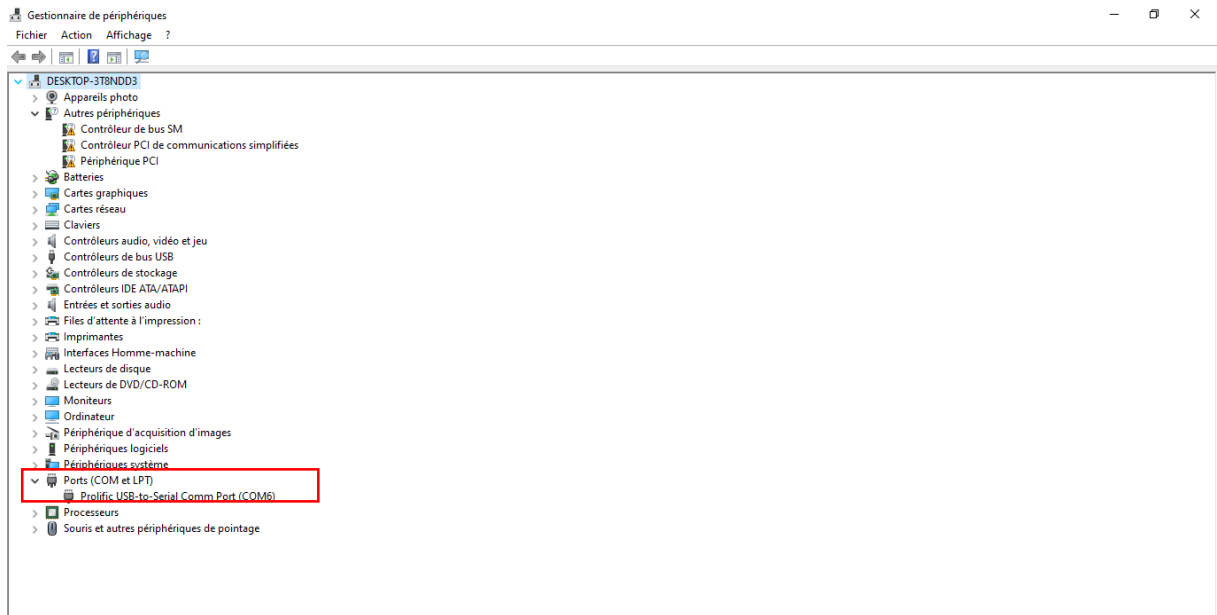 Gestionnaire de périphériques
Fichier Action Affichage ?
DESKTOP-3T8NDD3
Appareils photo
Autres périphériques
Contrôleur de bus SM
Contrôleur PCI de communications simplifiées
Périphérique PCI
Batteries
Cartes graphiques
Cartes réseau
Claviers
Contrôleurs audio, vidéo et jeu
Contrôleurs de bus USB
Contrôleurs de stockage
Contrôleurs IDE ATA/ATAPI
Entrées et sorties audio
Files d'attente à l'impression :
Imprimantes
Interfaces Homme-machine
Lecteurs de disque
Lecteurs de DVD/CD-ROM
Moniteurs
Ordinateur
Périphérique d'acquisition d'images
Périphériques logiciels
Périphériques système
Ports (COM et LPT)
Prolific USB-to-Serial Comm Port (COM6)
Processeurs
Souris et autres périphériques de pointage